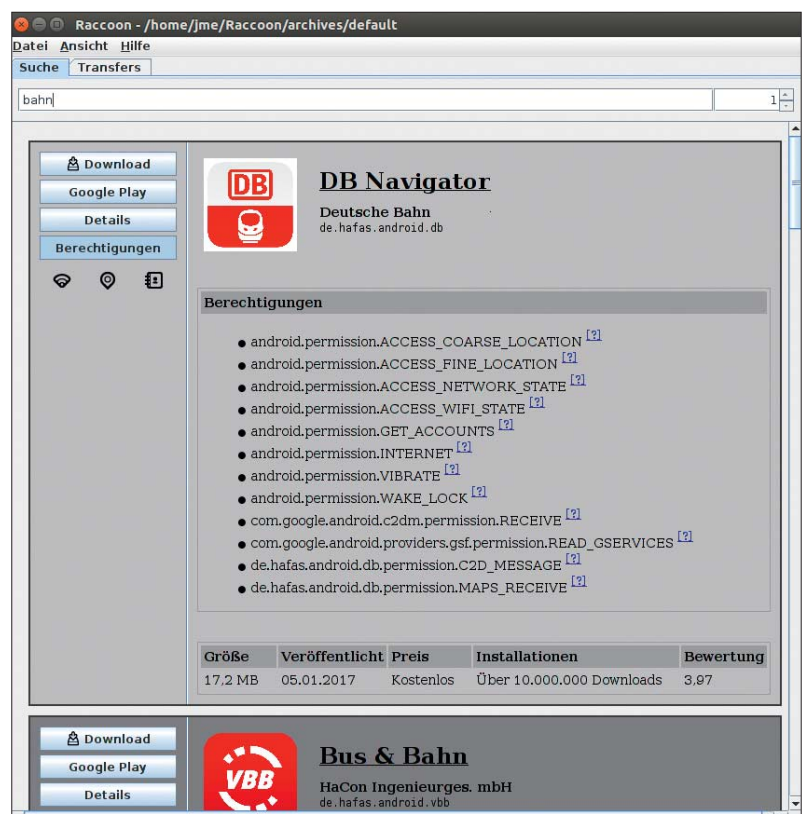 Raccoon - /home/jme/Raccoon/archives/default
Datei Ansicht Hilfe
Suche Transfers
bahn 1
Download
Google Play
Details
Berechtigungen
DB
DB Navigator
Deutsche Bahn
de.hafas.android.db
Berechtigungen
android.permission.ACCESS_COARSE_LOCATION [?]
android.permission.ACCESS_FINE_LOCATION [?]
android.permission.ACCESS_NETWORK_STATE [?]
android.permission.ACCESS_WIFI_STATE [?]
android.permission.GET_ACCOUNTS [?]
android.permission.INTERNET [?]
android.permission.VIBRATE [?]
android.permission.WAKE_LOCK [?]
com.google.android.c2dm.permission.RECEIVE [?]
com.google.android.providers.gsf.permission.READ_GSERVICES [?]
de.hafas.android.db.permission.C2D_MESSAGE [?]
de.hafas.android.db.permission.MAPS_RECEIVE [?]
Größe Veröffentlicht Preis Installationen Bewertung
17,2 MB 05.01.2017 Kostenlos Über 10.000.000 Downloads 3,97
Download
Google Play
Details
VBB
Bus & Bahn
HaCon Ingenieurges. mbH
de.hafas.android.vbb